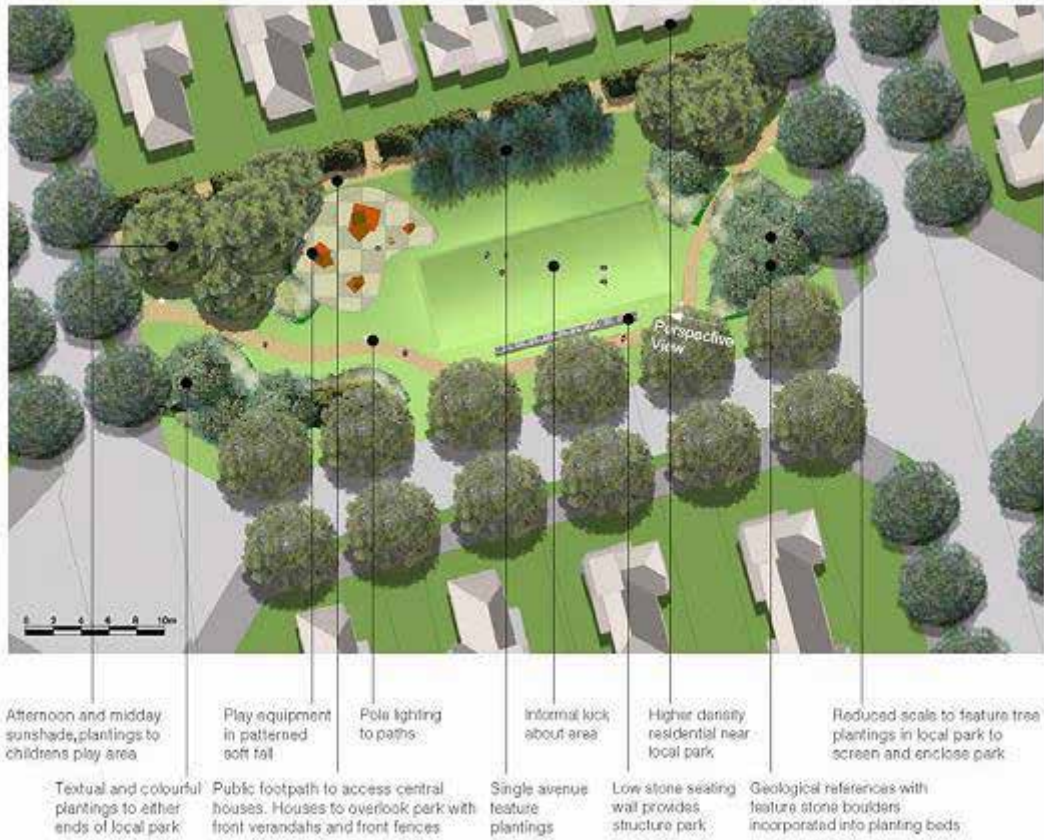 Perspective
View
0 2 4 6 8 10m
Afternoon and midday
sunshade, plantings to
childrens play area
Play equipment
in patterned
soft fall
Pole lighting
to paths
Informal kick
about area
Higher density
residential near
local park
Reduced scale to feature tree
plantings in local park to
screen and enclose park
Textual and colourful
plantings to either
ends of local park
Public footpath to access central
houses. Houses to overlook park with
front verandahs and front fences
Single avenue
feature
plantings
Low stone seating
wall provides
structure park
Geological references with
feature stone boulders
incorporated into planting beds